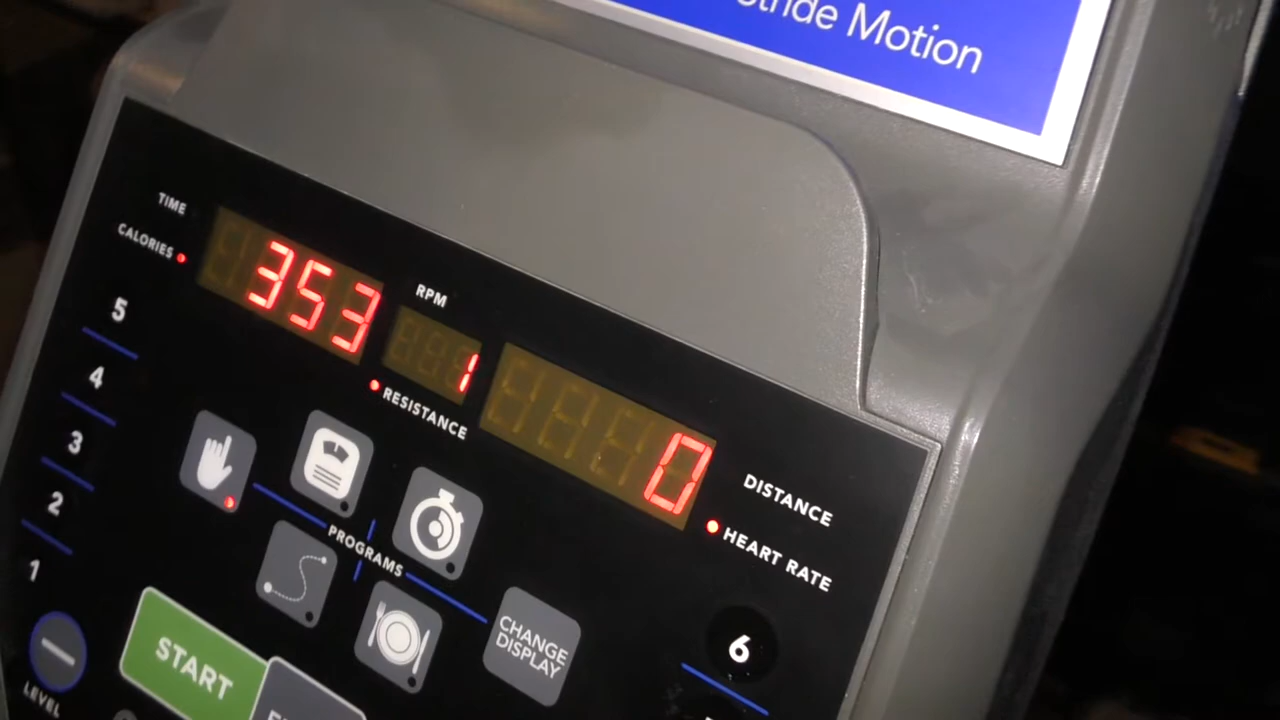 Motion
TIME
CALORIES
353
RPM
1
RESISTANCE
0
DISTANCE
HEART RATE
5
4
3
2
1
PROGRAMS
CHANGE
DISPLAY
START
LEVEL
6